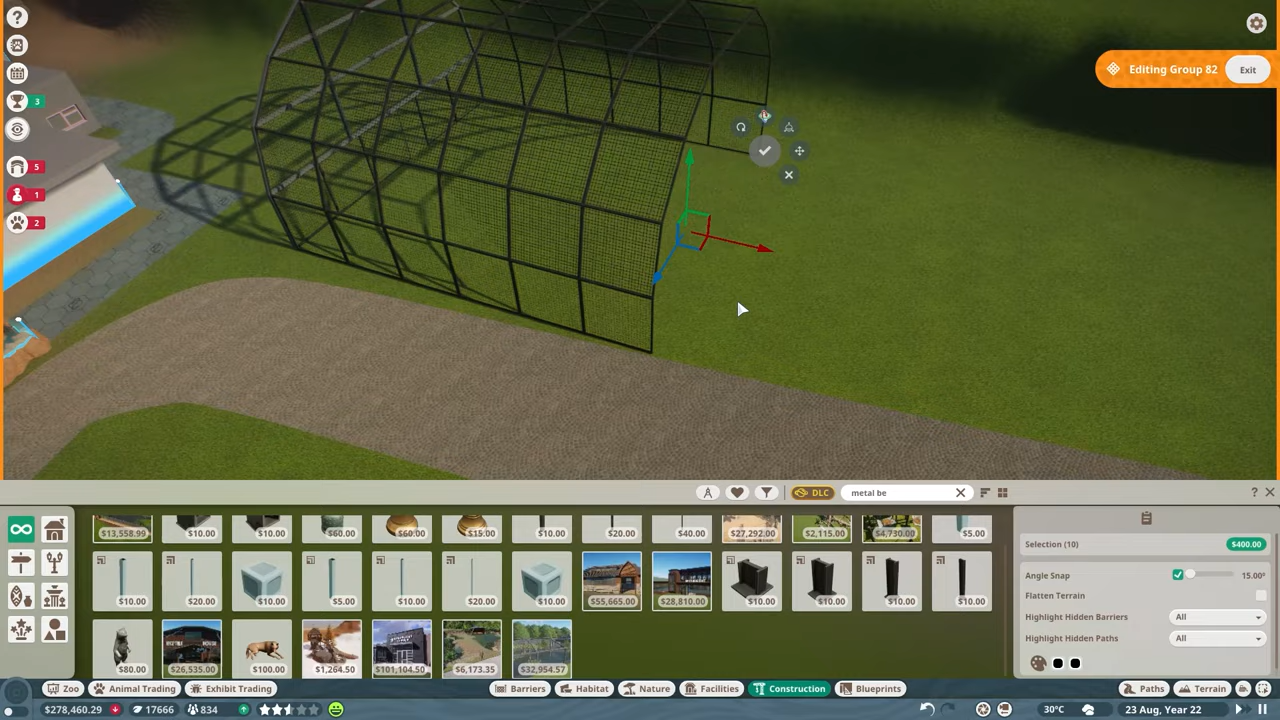 Editing Group 82
Exit
3
5
1
2
DLC
metal be
$13,558.99
$10.00
$10.00
$60.00
$60.00
$15.00
$10.00
$20.00
$40.00
$27,292.00
$2,115.00
$4,730.00
$5.00
$10.00
$20.00
$10.00
$5.00
$10.00
$20.00
$10.00
$55,665.00
$28,810.00
$10.00
$10.00
$10.00
$10.00
$80.00
$26,535.00
$100.00
$1,264.50
$101,104.50
$6,173.35
$32,954.57
Selection (10)
$400.00
Angle Snap
15.00°
Flatten Terrain
Highlight Hidden Barriers
All
Highlight Hidden Paths
All
Zoo
Animal Trading
Exhibit Trading
Barriers
Habitat
Nature
Facilities
Construction
Blueprints
Paths
Terrain
$278,460.29
17666
834
30°C
23 Aug, Year 22